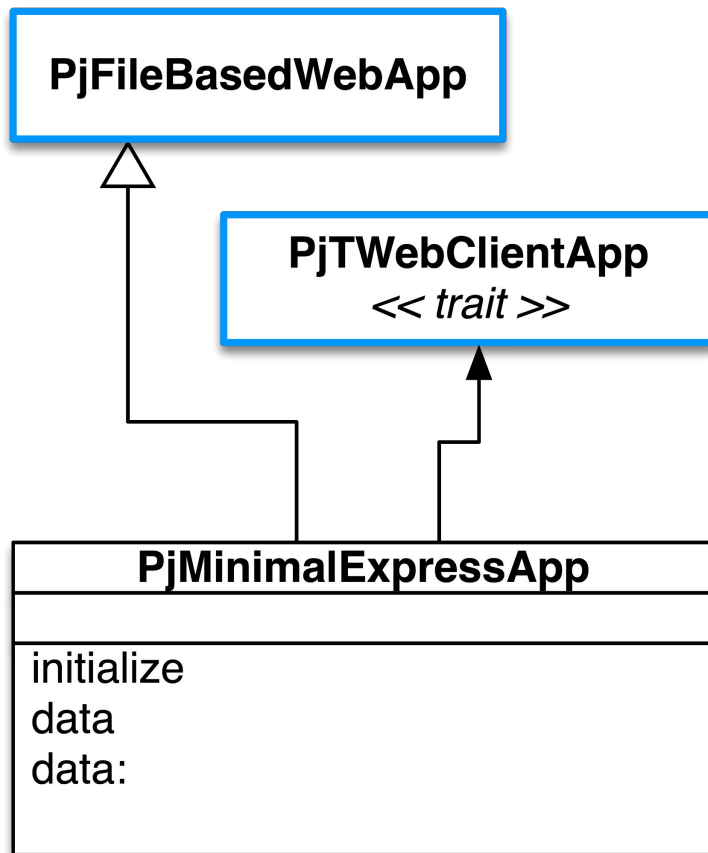 PjFileBasedWebApp
PjTWebClientApp
<< trait >>
PjMinimalExpressApp
initialize
data
data: